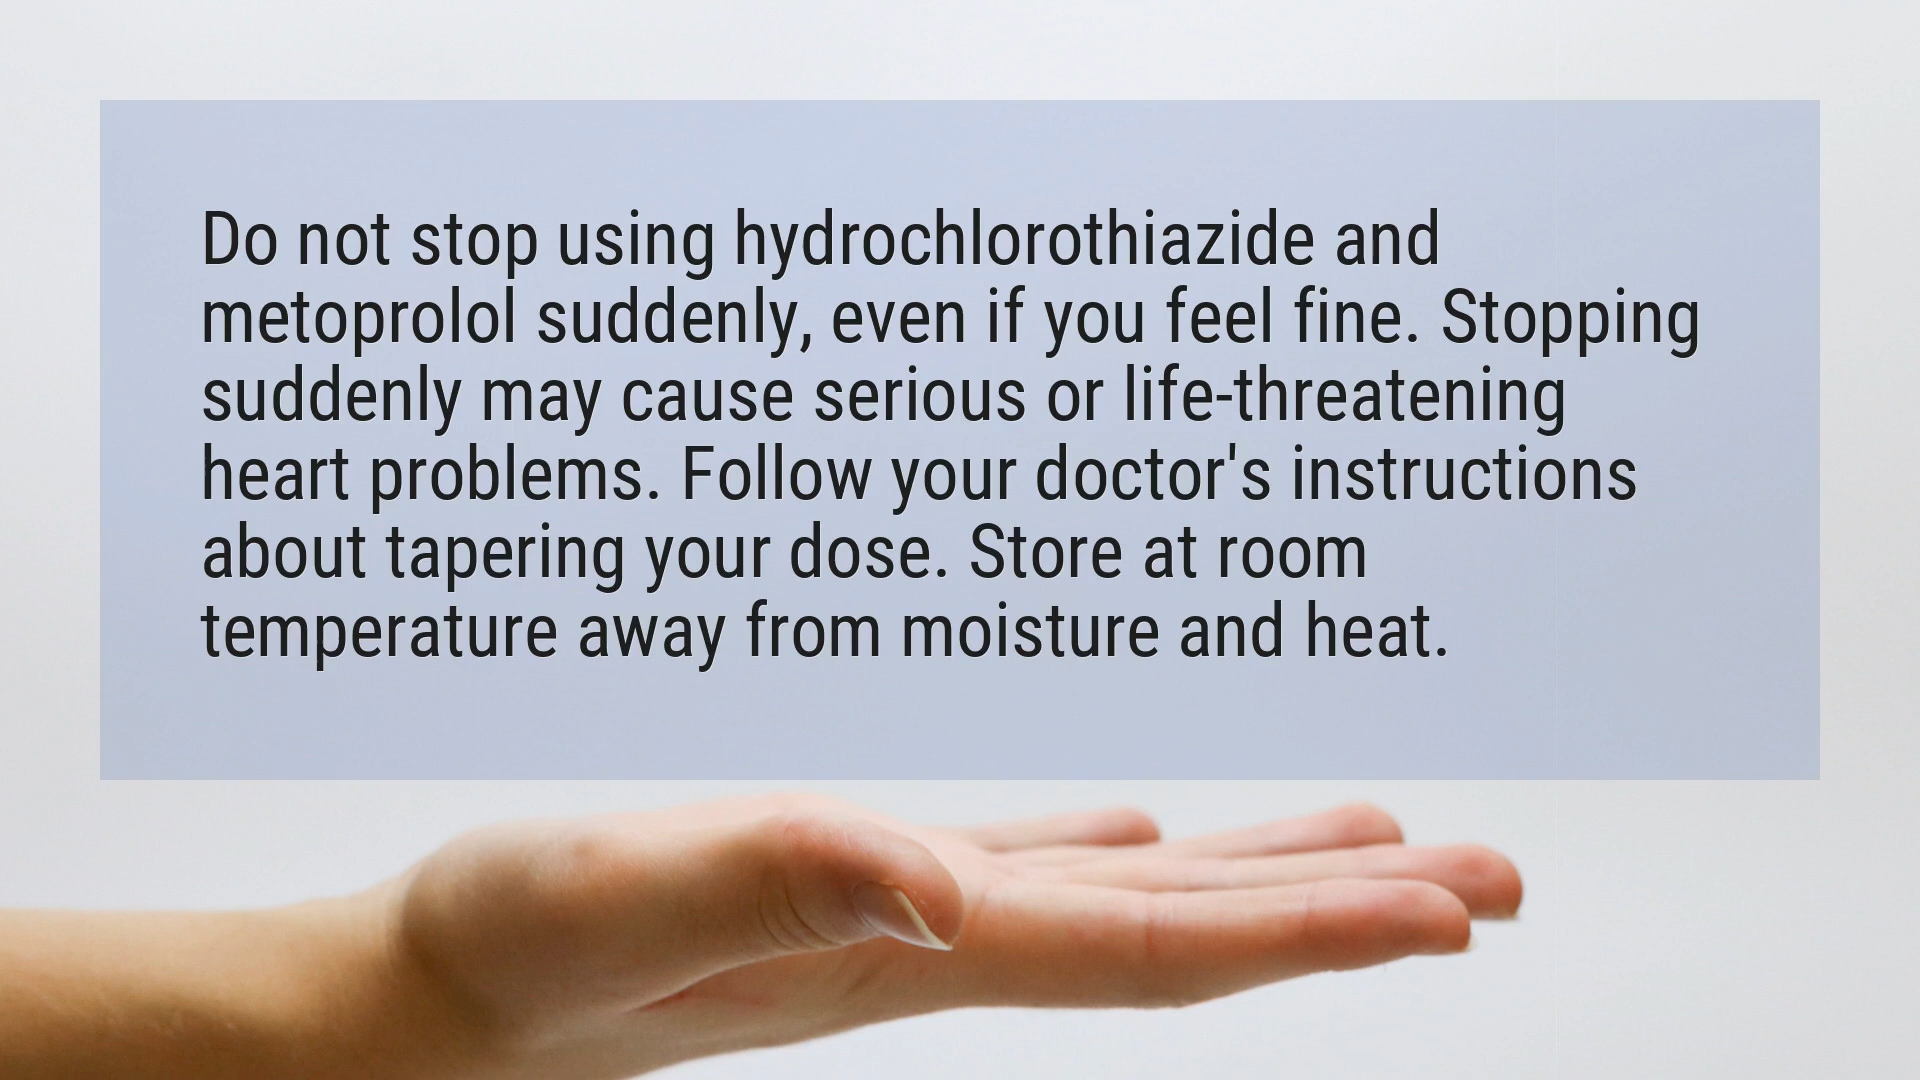 Do not stop using hydrochlorothiazide and
metoprolol suddenly, even if you feel fine. Stopping
suddenly may cause serious or life-threatening
heart problems. Follow your doctor's instructions
about tapering your dose. Store at room
temperature away from moisture and heat.